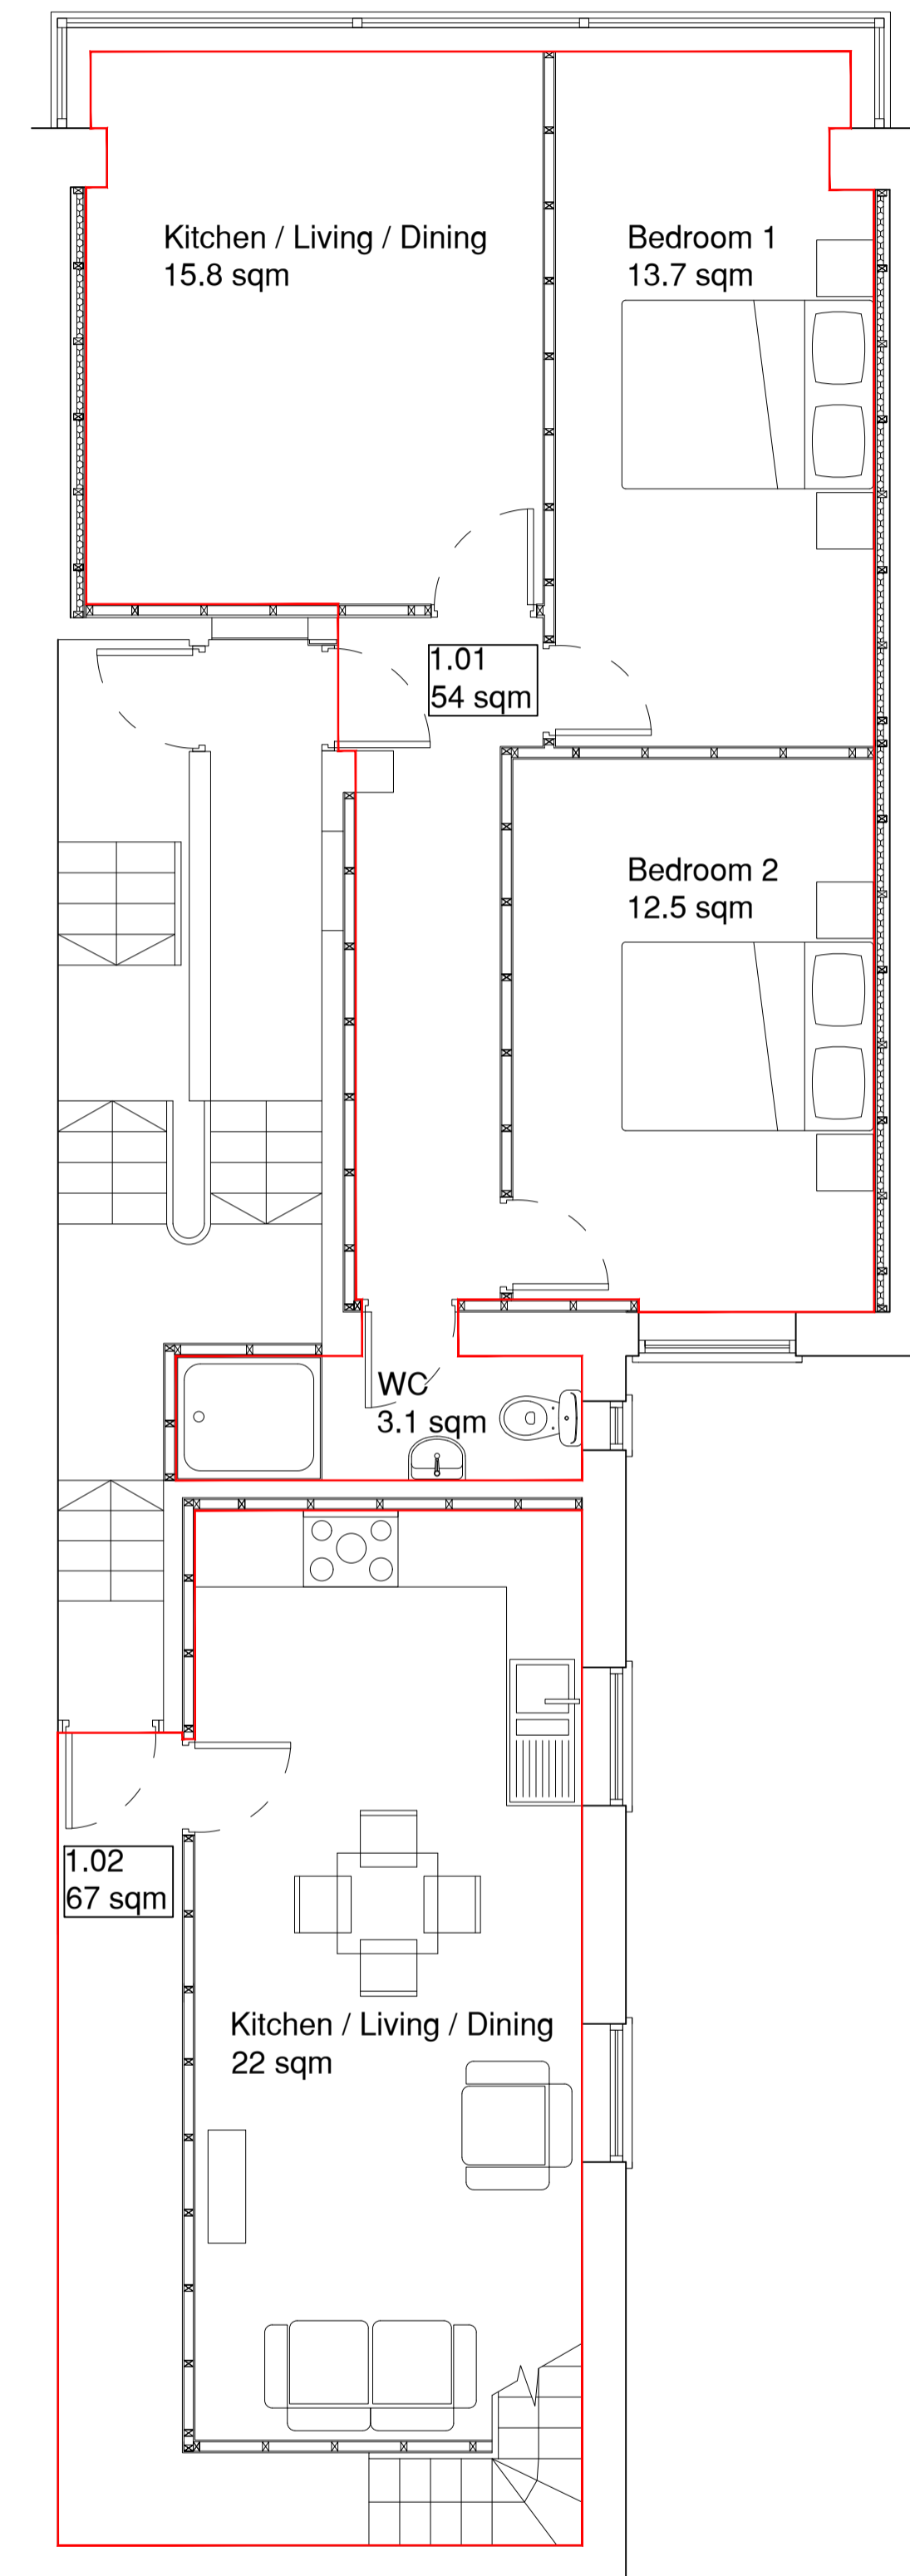 Kitchen / Living / Dining
15.8 sqm
Bedroom 1
13.7 sqm
1.01
54 sqm
Bedroom 2
12.5 sqm
WC
3.1 sqm
1.02
67 sqm
Kitchen / Living / Dining
22 sqm